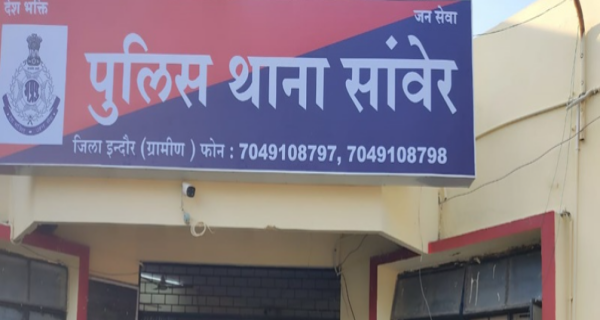 देश भक्ति जन सेवा
पुलिस थाना सांवेर
जिला इन्दौर (ग्रामीण) फोन : 7049108797, 7049108798